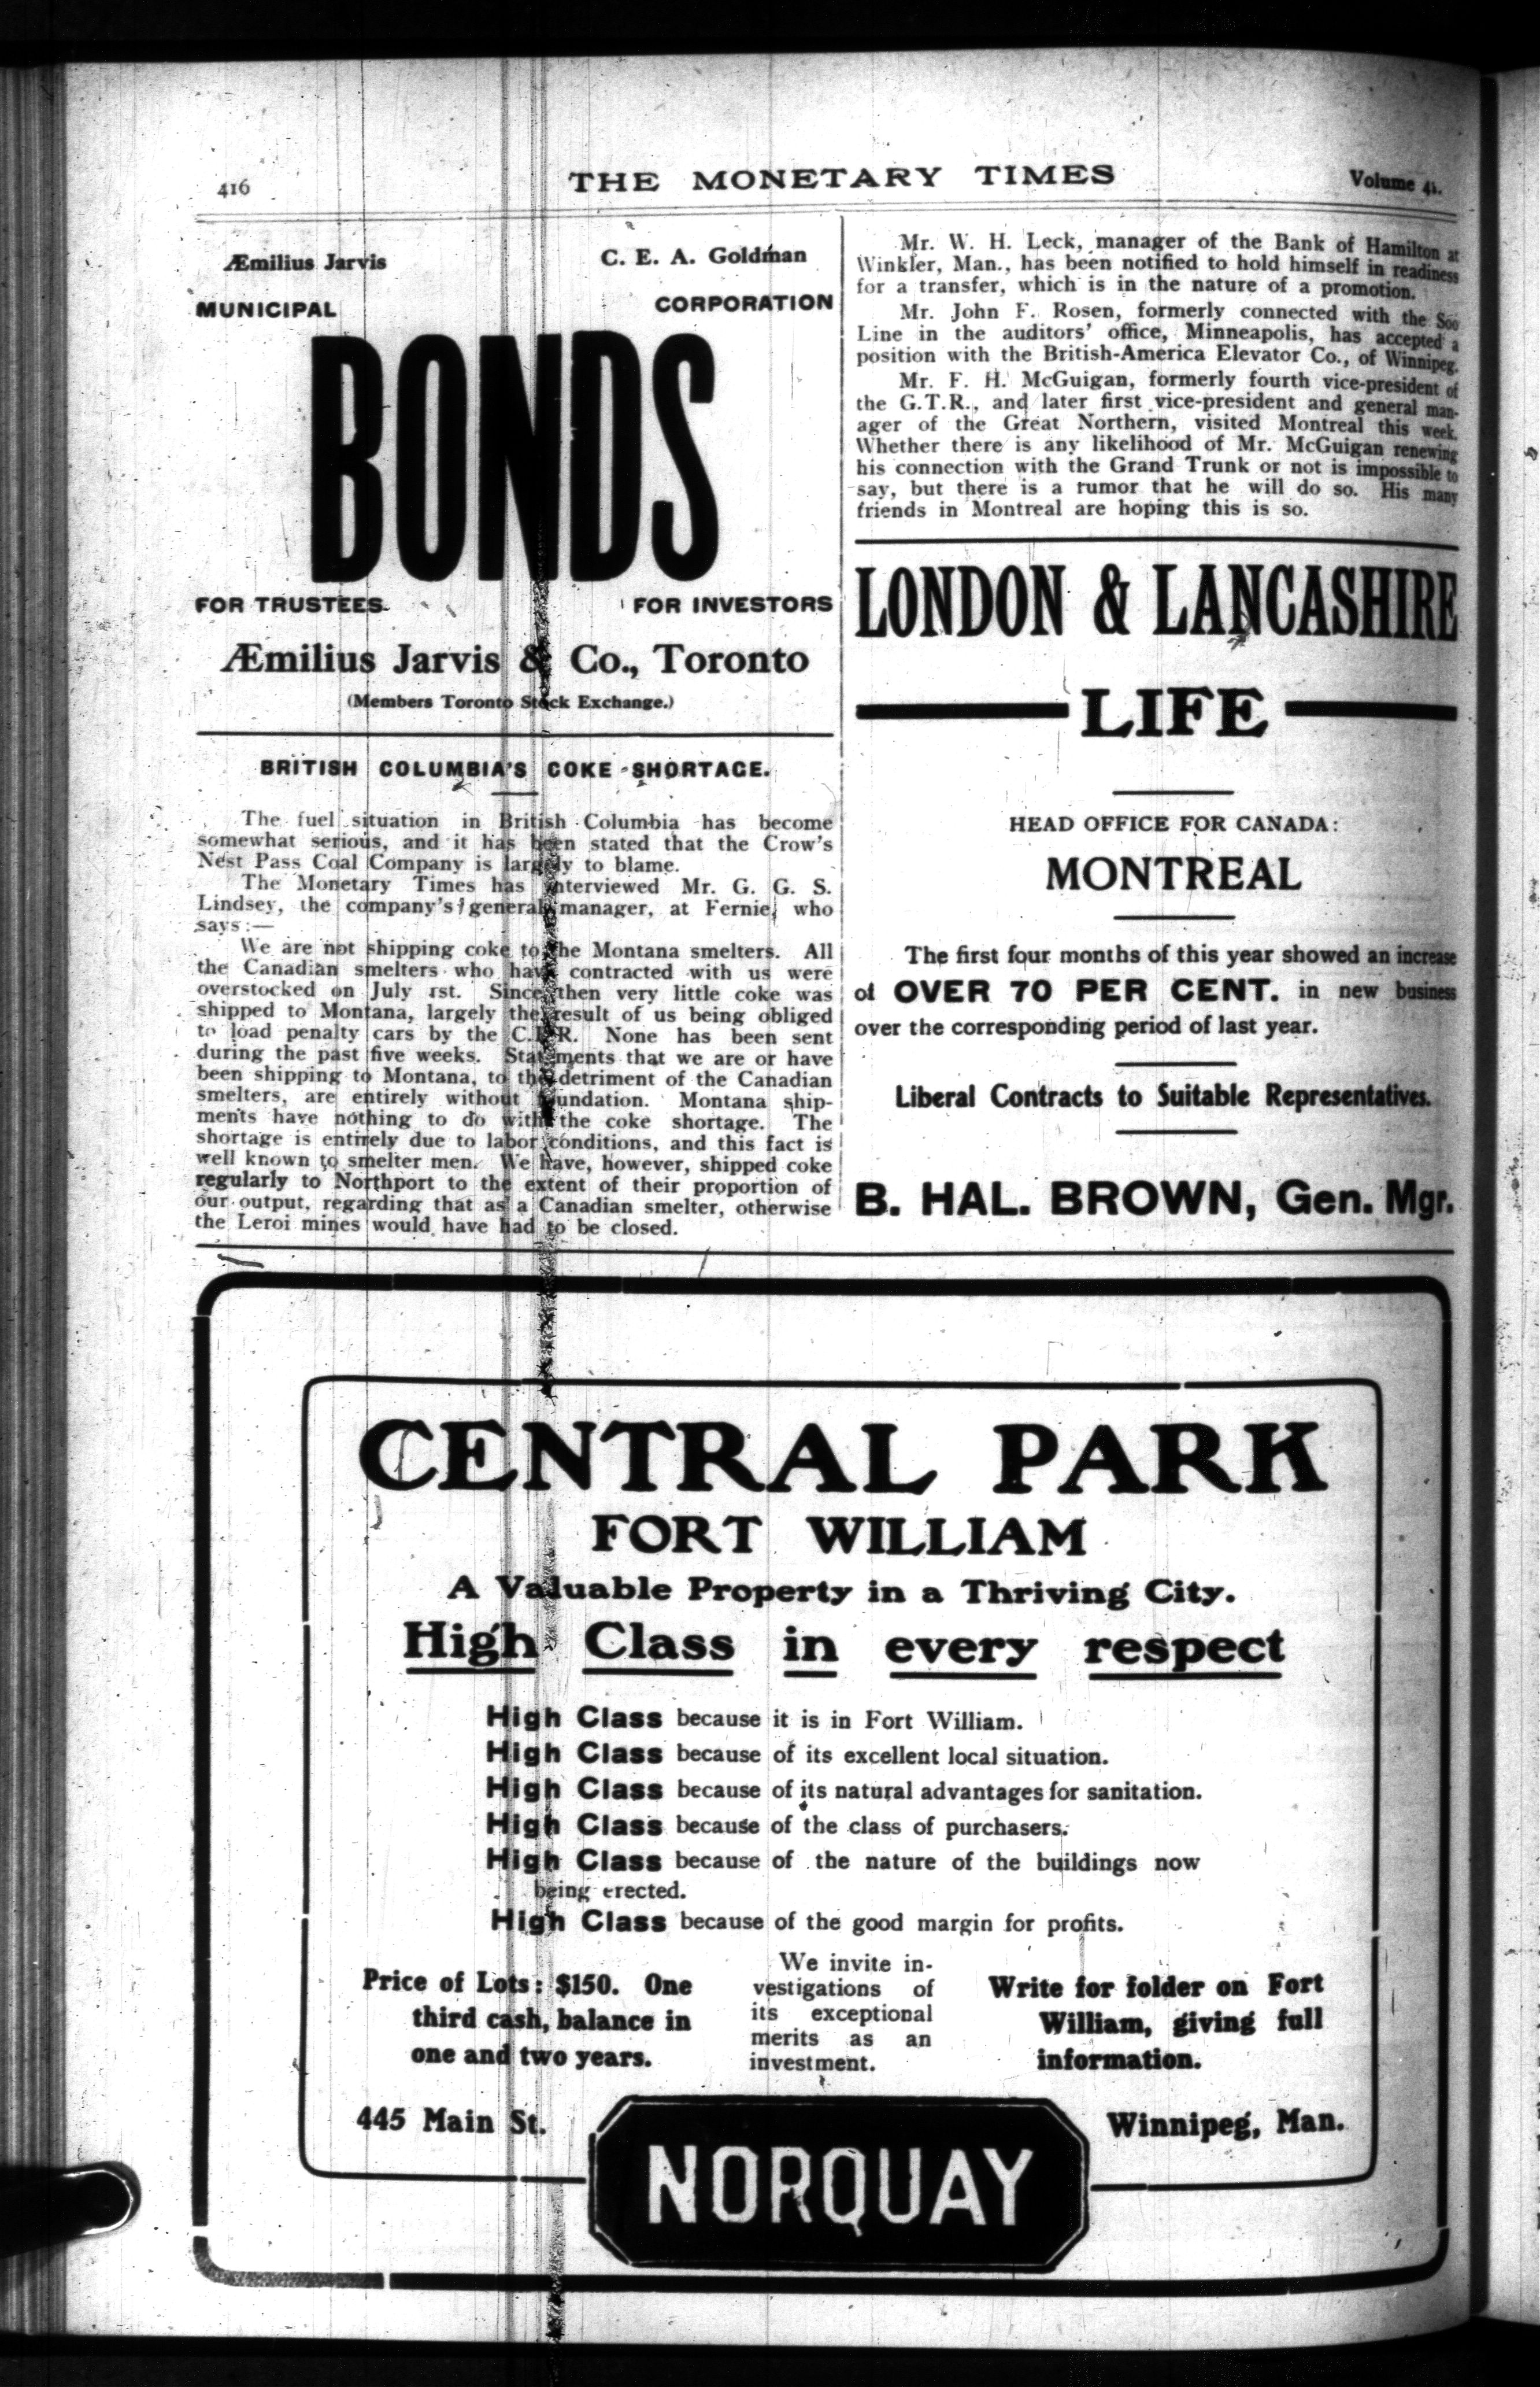 416
THE MONETARY TIMES
Volume 41.
Æmilius Jarvis
C. E. A. Goldman
MUNICIPAL
CORPORATION
BONDS
FOR TRUSTEES
FOR INVESTORS
Æmilius Jarvis & Co., Toronto
(Members Toronto Stock Exchange.)
BRITISH COLUMBIA'S COKE SHORTAGE.
The fuel situation in British Columbia has become
somewhat serious, and it has been stated that the Crow's
Nest Pass Coal Company is largely to blame.
The Monetary Times has interviewed Mr. G. G. S.
Lindsey, the company's general manager, at Fernie, who
says:—
We are not shipping coke to the Montana smelters. All
the Canadian smelters who have contracted with us were
overstocked on July 1st. Since then very little coke was
shipped to Montana, largely the result of us being obliged
to load penalty cars by the C.P.R. None has been sent
during the past five weeks. Statements that we are or have
been shipping to Montana, to the detriment of the Canadian
smelters, are entirely without foundation. Montana ship-
ments have nothing to do with the coke shortage. The
shortage is entirely due to labor conditions, and this fact is
well known to smelter men. We have, however, shipped coke
regularly to Northport to the extent of their proportion of
our output, regarding that as a Canadian smelter, otherwise
the Leroi mines would have had to be closed.
Mr. W. H. Leck, manager of the Bank of Hamilton at
Winkler, Man., has been notified to hold himself in readiness
for a transfer, which is in the nature of a promotion.
Mr. John F. Rosen, formerly connected with the Soo
Line in the auditors' office, Minneapolis, has accepted a
position with the British-America Elevator Co., of Winnipeg.
Mr. F. H. McGuigan, formerly fourth vice-president of
the G.T.R., and later first vice-president and general man-
ager of the Great Northern, visited Montreal this week.
Whether there is any likelihood of Mr. McGuigan renewing
his connection with the Grand Trunk or not is impossible to
say, but there is a rumor that he will do so. His many
friends in Montreal are hoping this is so.
LONDON & LANCASHIRE
LIFE
HEAD OFFICE FOR CANADA:
MONTREAL
The first four months of this year showed an increase
of OVER 70 PER CENT. in new business
over the corresponding period of last year.
Liberal Contracts to Suitable Representatives.
B. HAL. BROWN, Gen. Mgr.
CENTRAL PARK
FORT WILLIAM
A Valuable Property in a Thriving City.
High Class in every respect
High Class because it is in Fort William.
High Class because of its excellent local situation.
High Class because of its natural advantages for sanitation.
High Class because of the class of purchasers.
High Class because of the nature of the buildings now
being erected.
High Class because of the good margin for profits.
Price of Lots: $150. One
third cash, balance in
one and two years.
We invite in-
vestigations of
its exceptional
merits as an
investment.
Write for folder on Fort
William, giving full
information.
445 Main St.
Winnipeg, Man.
NORQUAY